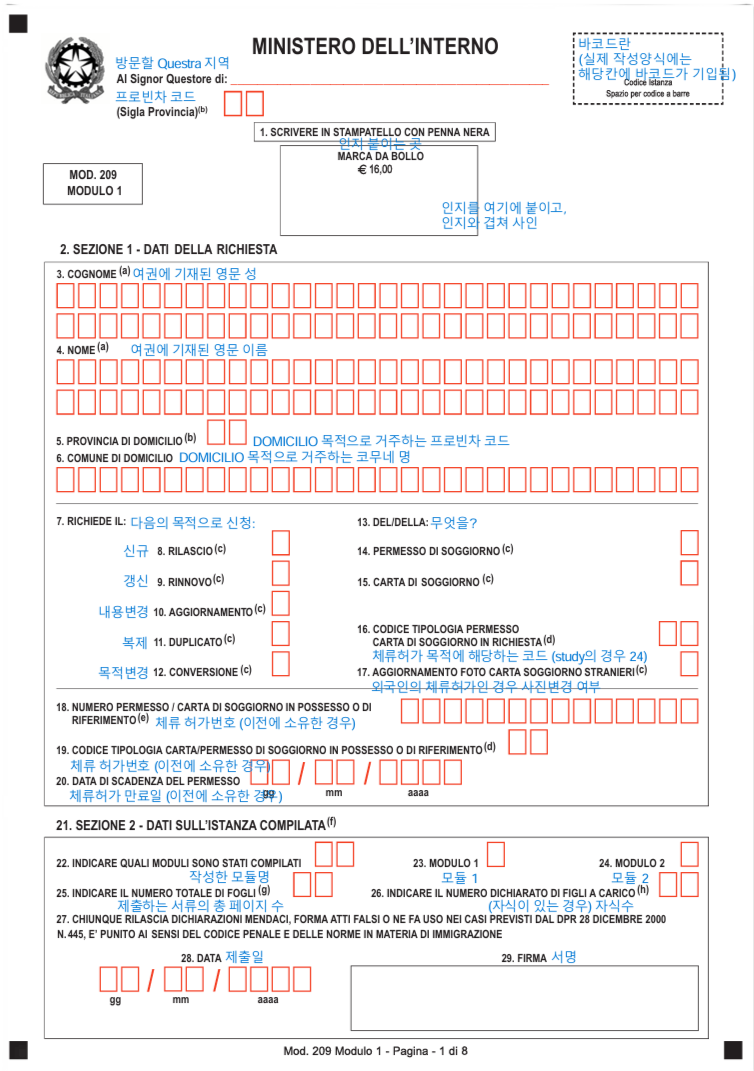 MINISTERO DELL'INTERNO
바코드란
(실제 작성양식에는
해당칸에 바코드가 기입됨)
Codice Istanza
Spazio per codice a barre
방문할 Questra 지역
Al Signor Questore di:
프로빈차 코드
(Sigla Provincia)(b)
1. SCRIVERE IN STAMPATELLO CON PENNA NERA
인지 붙이는 곳
MARCA DA BOLLO
€ 16,00
MOD. 209
MODULO 1
인지를 여기에 붙이고,
인지와 겹쳐 사인
2. SEZIONE 1 - DATI DELLA RICHIESTA
3. COGNOME (a) 여권에 기재된 영문 성
4. NOME (a) 여권에 기재된 영문 이름
5. PROVINCIA DI DOMICILIO (b) DOMICILIO 목적으로 거주하는 프로빈차 코드
6. COMUNE DI DOMICILIO DOMICILIO 목적으로 거주하는 코무네 명
7. RICHIEDE IL: 다음의 목적으로 신청:
13. DEL/DELLA: 무엇을?
신규 8. RILASCIO (c)
14. PERMESSO DI SOGGIORNO (c)
갱신 9. RINNOVO (c)
15. CARTA DI SOGGIORNO (c)
내용변경 10. AGGIORNAMENTO (c)
복제 11. DUPLICATO (c)
16. CODICE TIPOLOGIA PERMESSO
CARTA DI SOGGIORNO IN RICHIESTA (d)
체류허가 목적에 해당하는 코드 (study의 경우 24)
목적변경 12. CONVERSIONE (c)
17. AGGIORNAMENTO FOTO CARTA SOGGIORNO STRANIERI (c)
외국인의 체류허가인 경우 사진변경 여부
18. NUMERO PERMESSO / CARTA DI SOGGIORNO IN POSSESSO O DI
RIFERIMENTO (e) 체류 허가번호 (이전에 소유한 경우)
19. CODICE TIPOLOGIA CARTA/PERMESSO DI SOGGIORNO IN POSSESSO O DI RIFERIMENTO (d)
체류 허가번호 (이전에 소유한 경우)
20. DATA DI SCADENZA DEL PERMESSO / /
체류허가 만료일 (이전에 소유한 경우)
gg mm aaaa
21. SEZIONE 2 - DATI SULL'ISTANZA COMPILATA (f)
22. INDICARE QUALI MODULI SONO STATI COMPILATI 23. MODULO 1 24. MODULO 2
작성한 모듈명 모듈 1 모듈 2
25. INDICARE IL NUMERO TOTALE DI FOGLI (g) 26. INDICARE IL NUMERO DICHIARATO DI FIGLI A CARICO (h)
제출하는 서류의 총 페이지 수 (자식이 있는 경우) 자식수
27. CHIUNQUE RILASCIA DICHIARAZIONI MENDACI, FORMA ATTI FALSI O NE FA USO NEI CASI PREVISTI DAL DPR 28 DICEMBRE 2000
N. 445, E' PUNITO AI SENSI DEL CODICE PENALE E DELLE NORME IN MATERIA DI IMMIGRAZIONE
28. DATA 제출일 29. FIRMA 서명
/ /
gg mm aaaa
Mod. 209 Modulo 1 - Pagina - 1 di 8